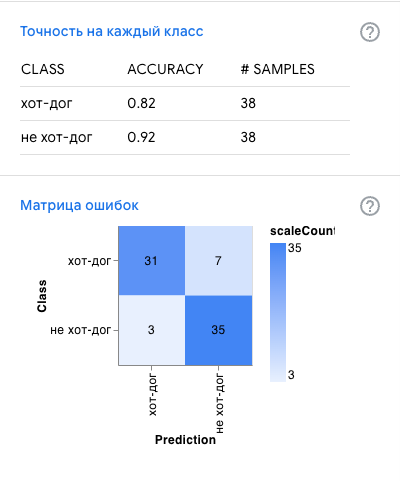 Точность на каждый класс
CLASS ACCURACY # SAMPLES
хот-дог 0.82 38
не хот-дог 0.92 38
Матрица ошибок
scaleCount
35
3
Class
хот-дог 31 7
не хот-дог 3 35
хот-дог не хот-дог
Prediction